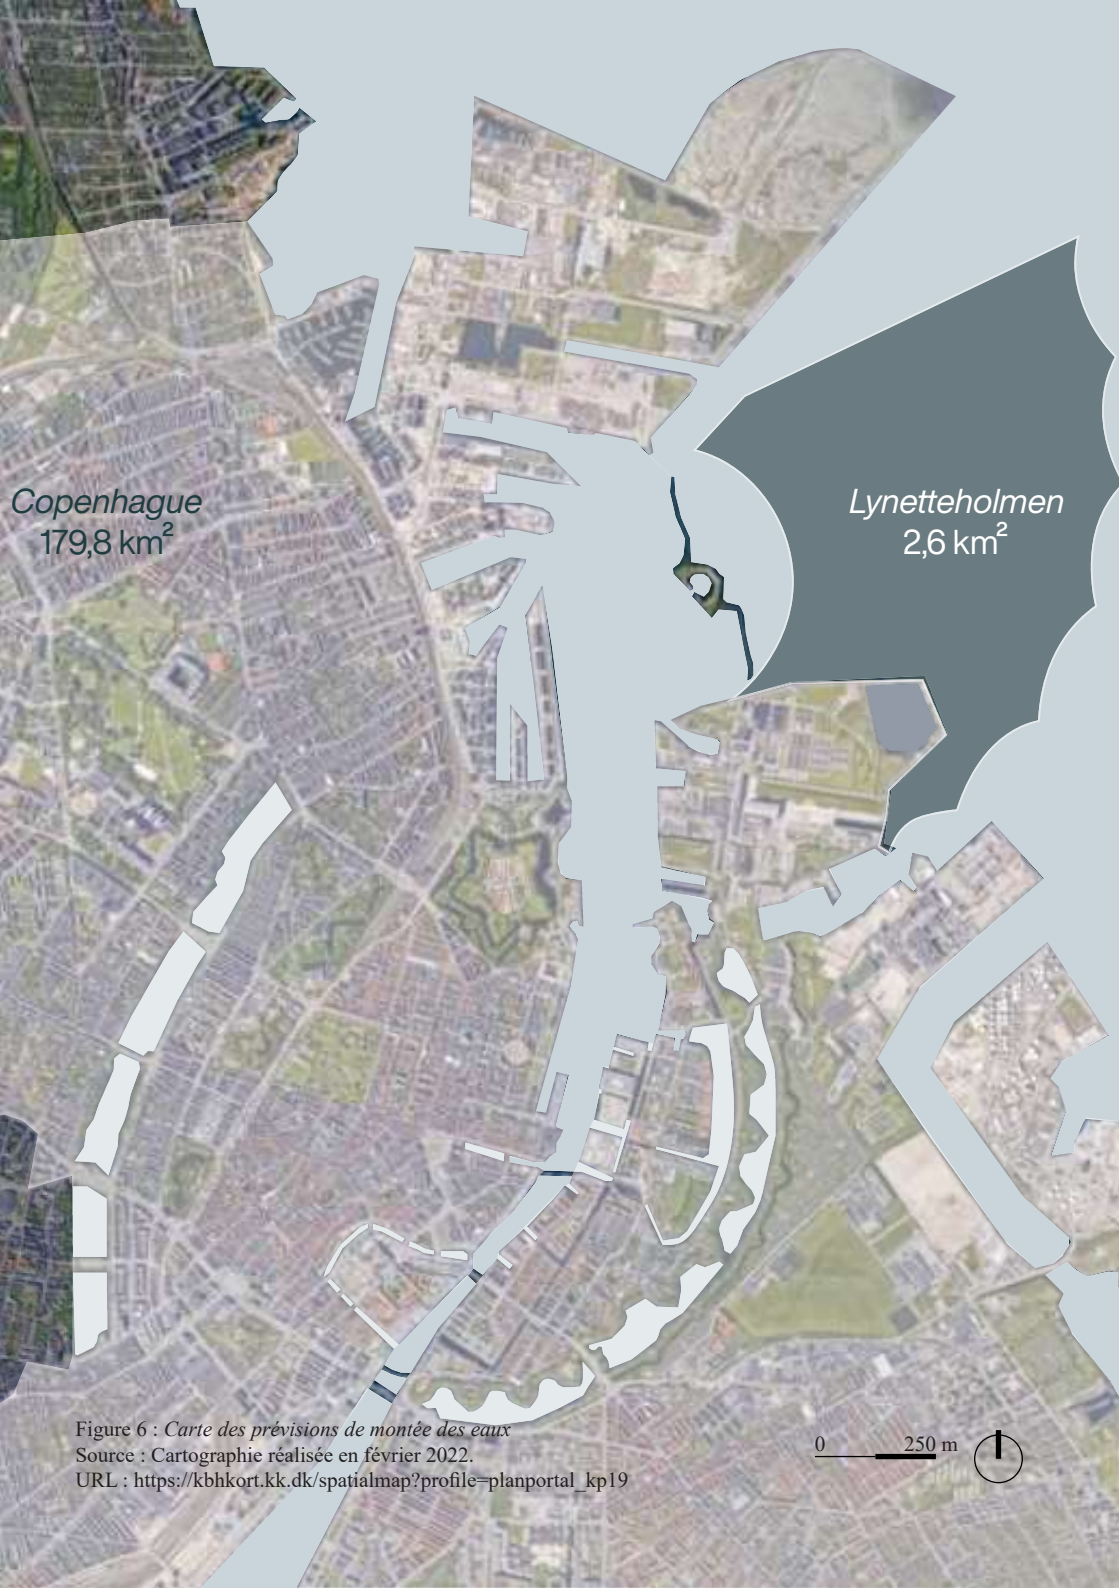 Copenhague
179,8 km²
Lynetteholmen
2,6 km²
Figure 6 : Carte des prévisions de montée des eaux
Source : Cartographie réalisée en février 2022.
URL : https://kbhkort.kk.dk/spatialmap?profile=planportal_kp19
0 250 m